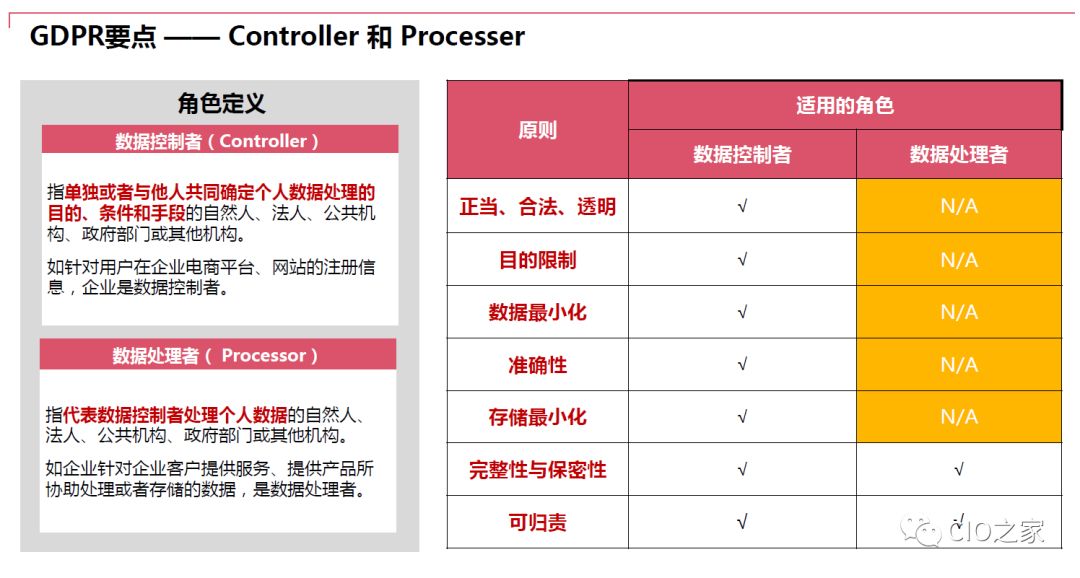 GDPR要点 —— Controller 和 Processer
角色定义
数据控制者（Controller）
指单独或者与他人共同确定个人数据处理的
目的、条件和手段的自然人、法人、公共机
构、政府部门或其他机构。
如针对用户在企业电商平台、网站的注册信
息，企业是数据控制者。
数据处理者（ Processor）
指代表数据控制者处理个人数据的自然人、
法人、公共机构、政府部门或其他机构。
如企业针对企业客户提供服务、提供产品所
协助处理或者存储的数据，是数据处理者。
原则 适用的角色
数据控制者 数据处理者
正当、合法、透明 √ N/A
目的限制 √ N/A
数据最小化 √ N/A
准确性 √ N/A
存储最小化 √ N/A
完整性与保密性 √ √
可归责 √ √
CIO之家